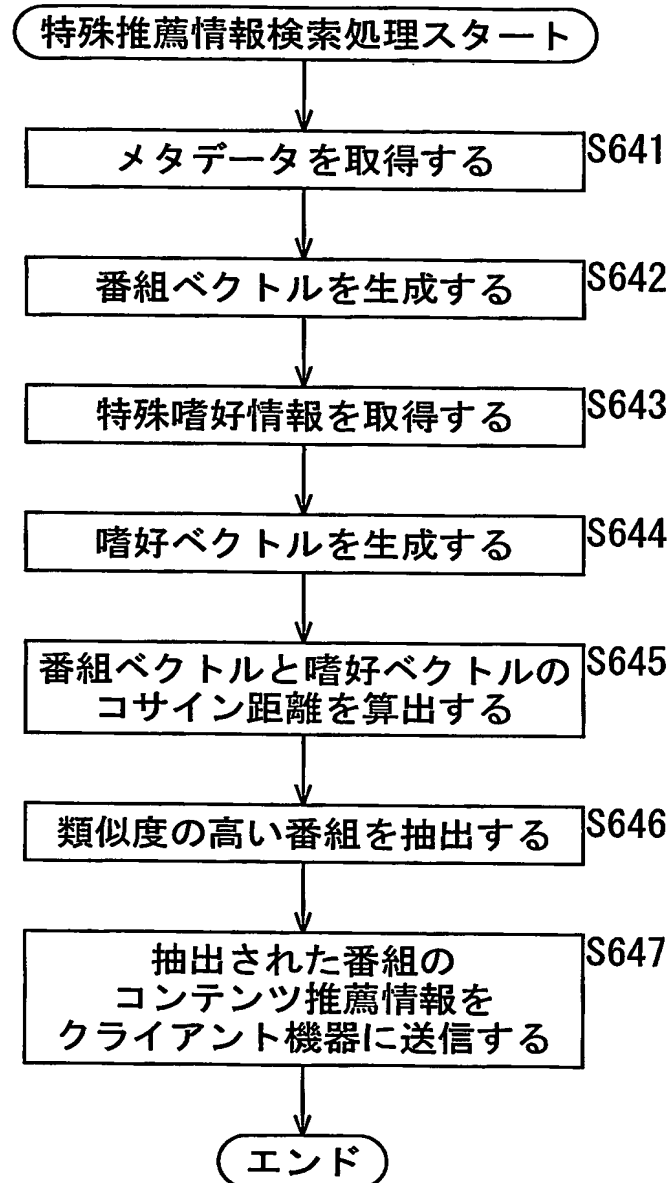 特殊推薦情報検索処理スタート
メタデータを取得する
S641
番組ベクトルを生成する
S642
特殊嗜好情報を取得する
S643
嗜好ベクトルを生成する
S644
番組ベクトルと嗜好ベクトルの
コサイン距離を算出する
S645
類似度の高い番組を抽出する
S646
抽出された番組の
コンテンツ推薦情報を
クライアント機器に送信する
S647
エンド